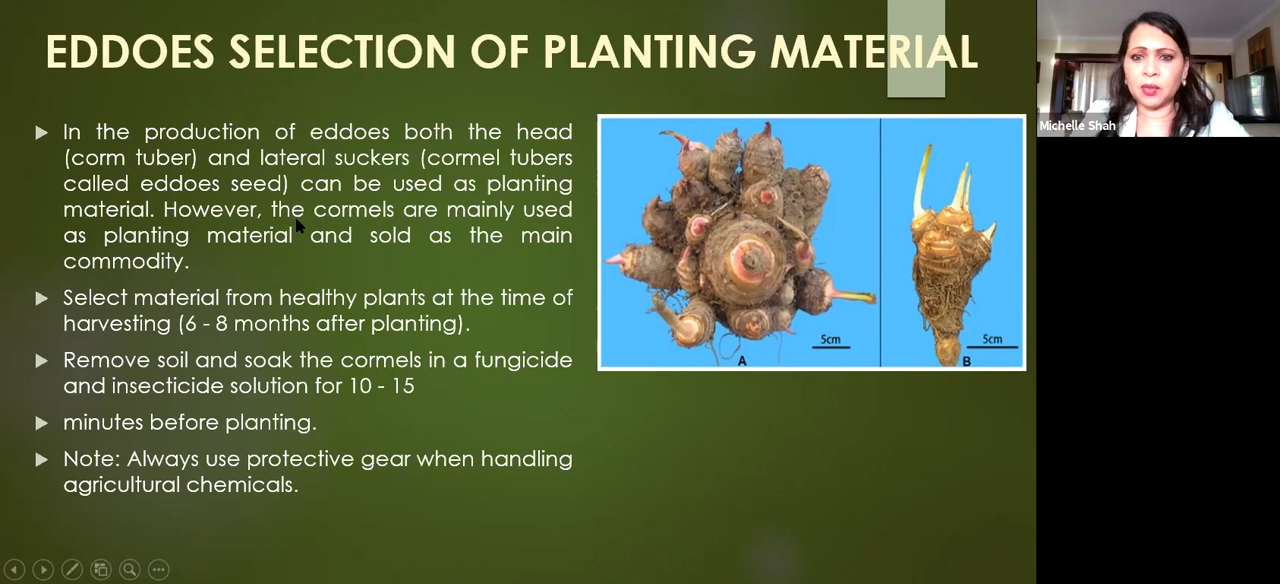 EDDOES SELECTION OF PLANTING MATERIAL
Michelle Shah
In the production of eddoes both the head
(corm tuber) and lateral suckers (cormel tubers
called eddoes seed) can be used as planting
material. However, the cormels are mainly used
as planting material and sold as the main
commodity.
Select material from healthy plants at the time of
harvesting (6 - 8 months after planting).
Remove soil and soak the cormels in a fungicide
and insecticide solution for 10 - 15
minutes before planting.
Note: Always use protective gear when handling
agricultural chemicals.
5cm
A
5cm
B